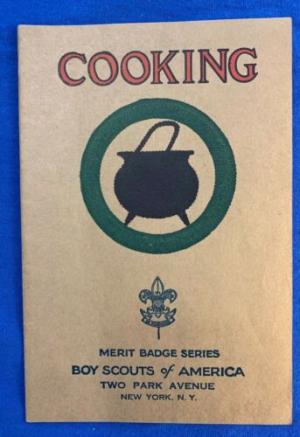 COOKING
MERIT BADGE SERIES
BOY SCOUTS of AMERICA
TWO PARK AVENUE
NEW YORK, N. Y.